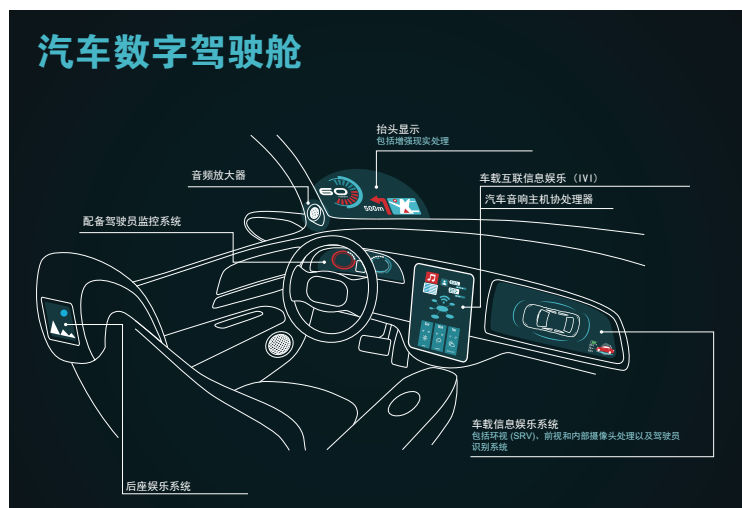 汽车数字驾驶舱
抬头显示
包括增强现实处理
音频放大器
车载互联信息娱乐（IVI）
汽车音响主机协处理器
配备驾驶员监控系统
60
500m
车载信息娱乐系统
包括环视 (SRV)、前视和内部摄像头处理以及驾驶员
识别系统
后座娱乐系统